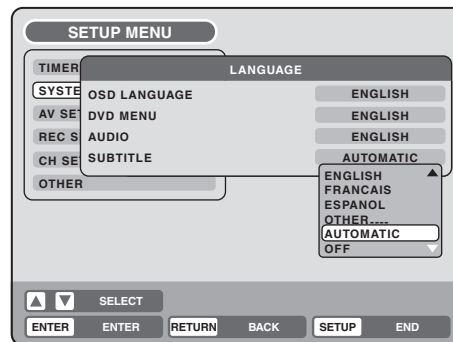 SETUP MENU
TIMER
SYSTE
AV SET
REC S
CH SET
OTHER
LANGUAGE
OSD LANGUAGE ENGLISH
DVD MENU ENGLISH
AUDIO ENGLISH
SUBTITLE AUTOMATIC
ENGLISH
FRANCAIS
ESPANOL
OTHER----
AUTOMATIC
OFF
SELECT
ENTER ENTER RETURN BACK SETUP END